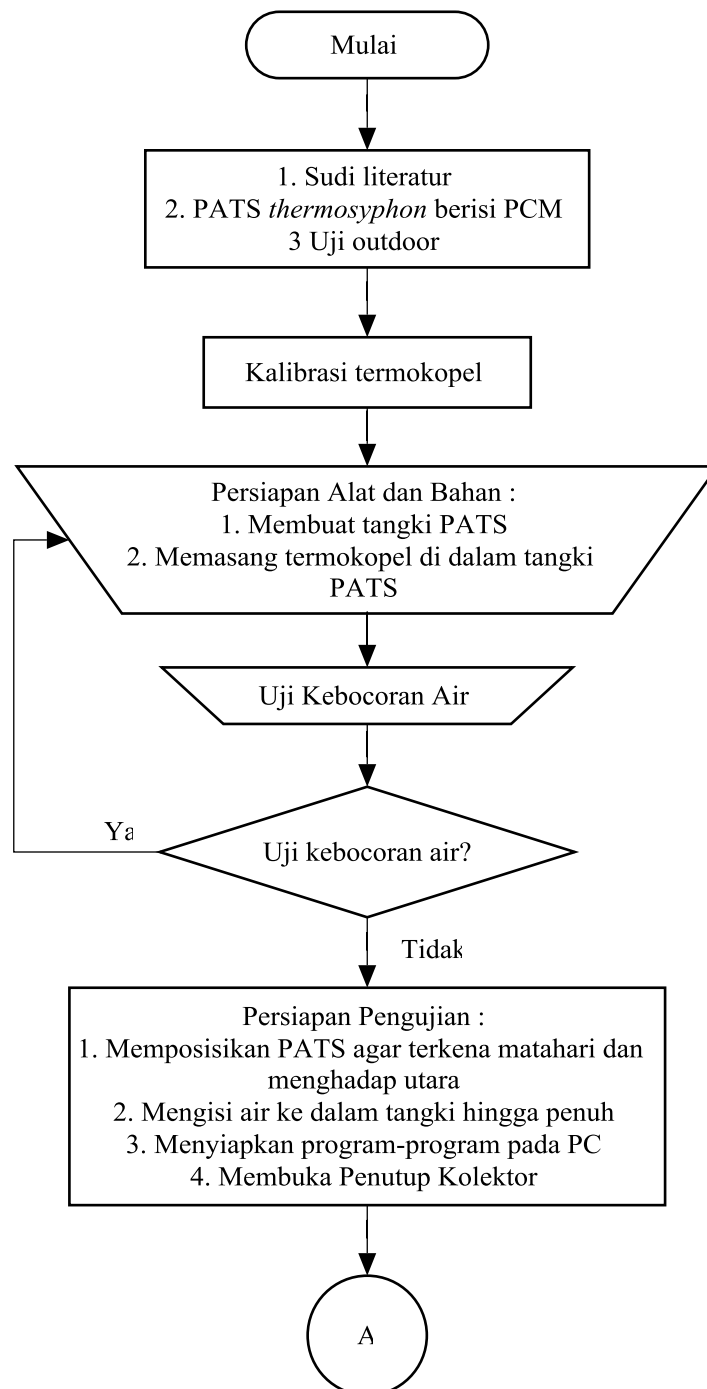 Mulai
1. Sudi literatur
2. PATS thermosyphon berisi PCM
3 Uji outdoor
Kalibrasi termokopel
Persiapan Alat dan Bahan :
1. Membuat tangki PATS
2. Memasang termokopel di dalam tangki
PATS
Uji Kebocoran Air
Uji kebocoran air?
Ya
Tidak
Persiapan Pengujian :
1. Memposisikan PATS agar terkena matahari dan
menghadap utara
2. Mengisi air ke dalam tangki hingga penuh
3. Menyiapkan program-program pada PC
4. Membuka Penutup Kolektor
A